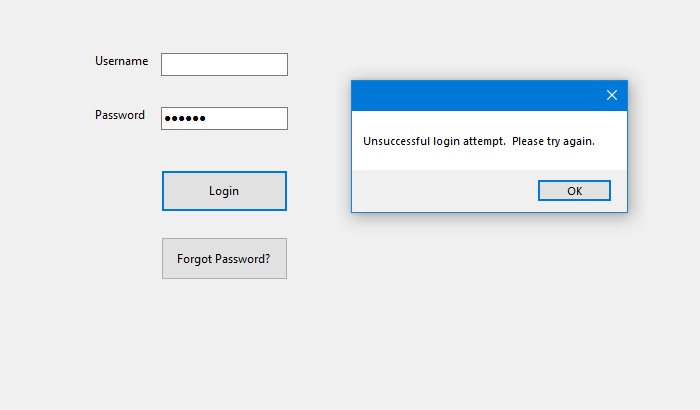 Username
Password ●●●●●●
Unsuccessful login attempt.  Please try again.
OK
Login
Forgot Password?